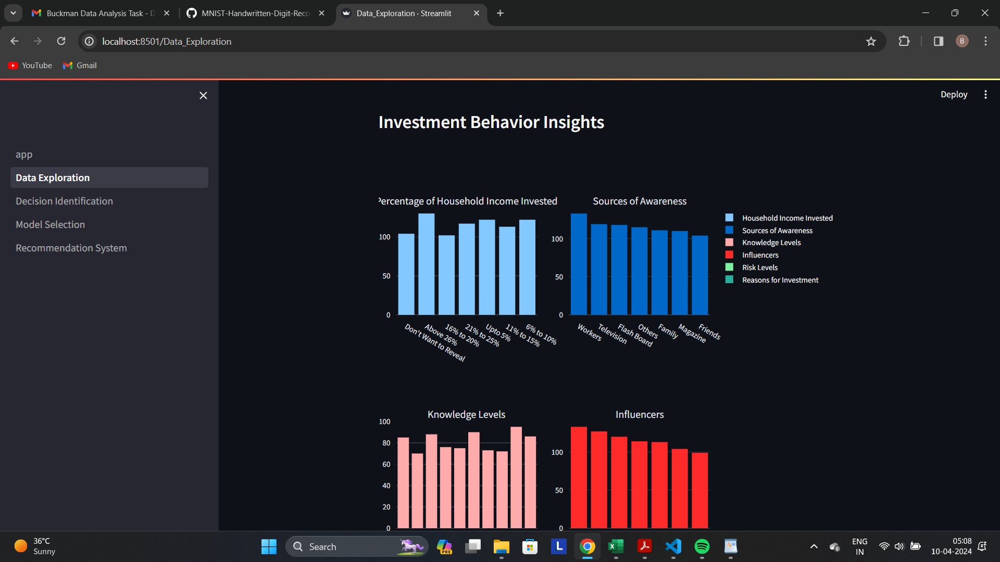 Buckman Data Analysis Task - D
MNIST-Handwritten-Digit-Reco
Data_Exploration · Streamlit
localhost:8501/Data_Exploration
B
YouTube
Gmail
Deploy
app
Data Exploration
Decision Identification
Model Selection
Recommendation System
Investment Behavior Insights
Percentage of Household Income Invested
100
50
0
Don't Want to Reveal
Above 26%
16% to 20%
21% to 25%
Upto 5%
11% to 15%
6% to 10%
Sources of Awareness
100
50
0
Workers
Television
Flash Board
Others
Family
Magazine
Friends
Household Income Invested
Sources of Awareness
Knowledge Levels
Influencers
Risk Levels
Reasons for Investment
Knowledge Levels
100
80
60
40
20
0
Influencers
100
50
0
36°C
Sunny
Search
PRE
L
ENG
IN
05:08
10-04-2024